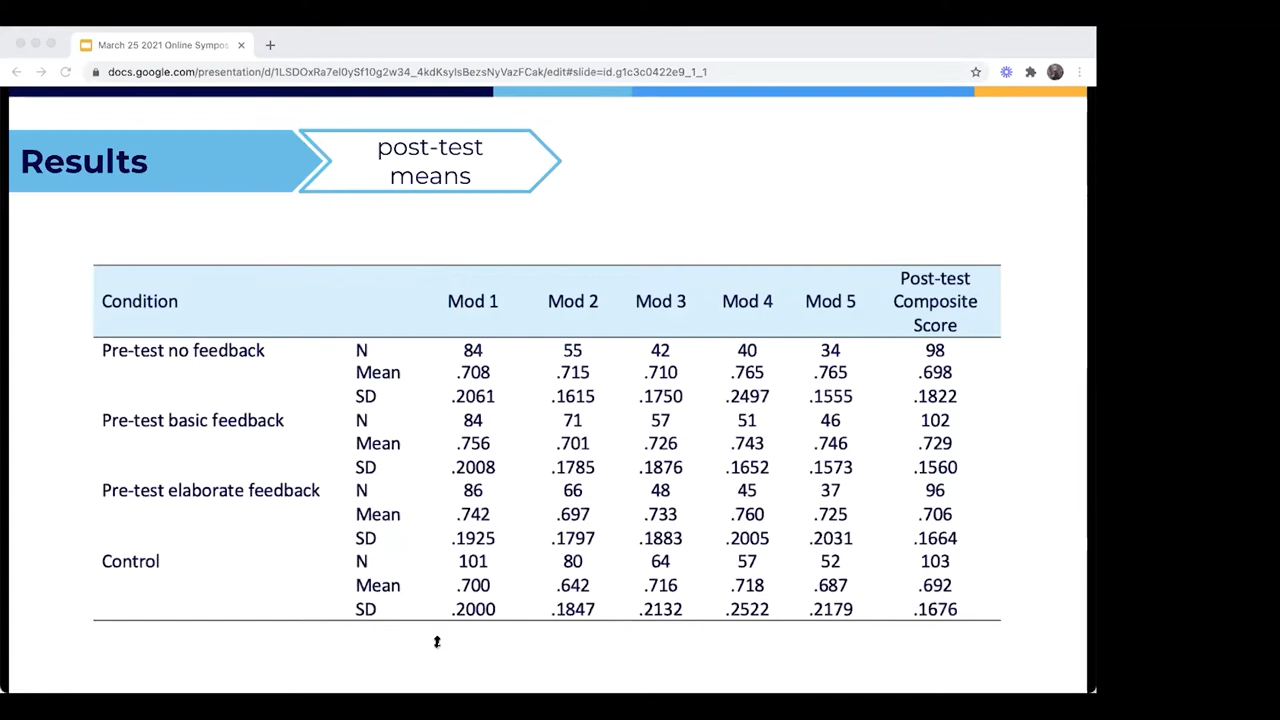 March 25 2021 Online Sympos
docs.google.com/presentation/d/1LSDOxRa7eI0ySf10g2w34_4kdKsyIsBezsNyVazFCak/edit#slide=id.g1c3c0422e9_1_1
Results
post-test
means
Condition Mod 1 Mod 2 Mod 3 Mod 4 Mod 5 Post-test Composite Score
Pre-test no feedback N 84 55 42 40 34 98
Mean .708 .715 .710 .765 .765 .698
SD .2061 .1615 .1750 .2497 .1555 .1822
Pre-test basic feedback N 84 71 57 51 46 102
Mean .756 .701 .726 .743 .746 .729
SD .2008 .1785 .1876 .1652 .1573 .1560
Pre-test elaborate feedback N 86 66 48 45 37 96
Mean .742 .697 .733 .760 .725 .706
SD .1925 .1797 .1883 .2005 .2031 .1664
Control N 101 80 64 57 52 103
Mean .700 .642 .716 .718 .687 .692
SD .2000 .1847 .2132 .2522 .2179 .1676